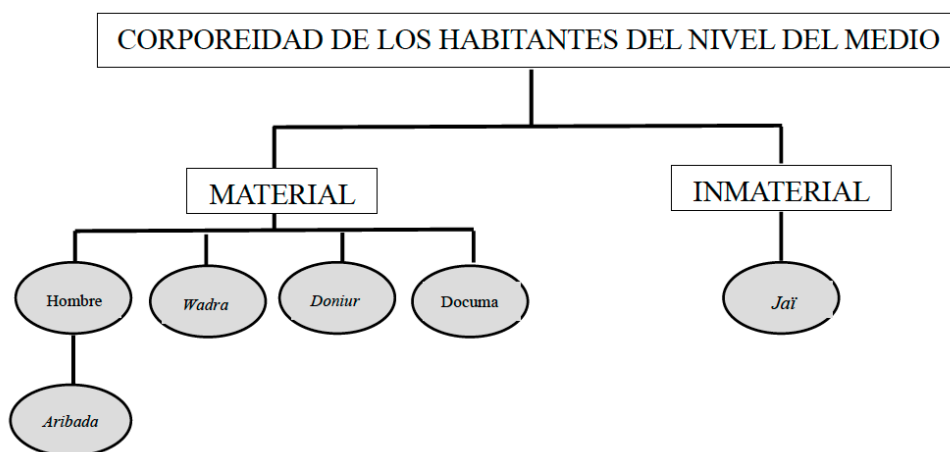 CORPOREIDAD DE LOS HABITANTES DEL NIVEL DEL MEDIO
MATERIAL
INMATERIAL
Hombre
Wadra
Doniur
Documa
Jaï
Aribada